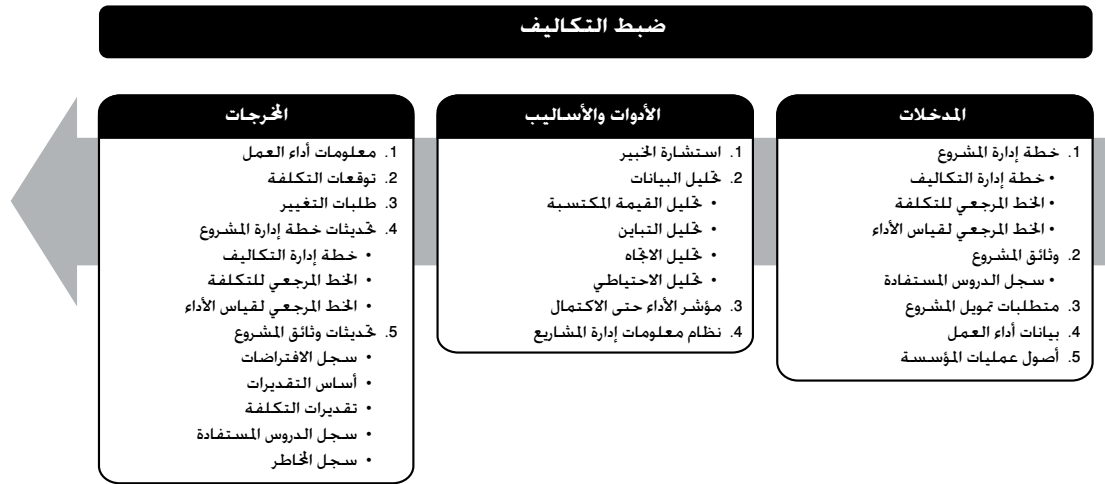 ضبط التكاليف
المدخلات
1. خطة إدارة المشروع
• خطة إدارة التكاليف
• الخط المرجعي للتكلفة
• الخط المرجعي لقياس الأداء
2. وثائق المشروع
• سجل الدروس المستفادة
3. متطلبات تمويل المشروع
4. بيانات أداء العمل
5. أصول عمليات المؤسسة
الأدوات والأساليب
1. استشارة الخبير
2. تحليل البيانات
• تحليل القيمة المكتسبة
• تحليل التباين
• تحليل الاتجاه
• تحليل الاحتياطي
3. مؤشر الأداء حتى الاكتمال
4. نظام معلومات إدارة المشاريع
المخرجات
1. معلومات أداء العمل
2. توقعات التكلفة
3. طلبات التغيير
4. تحديثات خطة إدارة المشروع
• خطة إدارة التكاليف
• الخط المرجعي للتكلفة
• الخط المرجعي لقياس الأداء
5. تحديثات وثائق المشروع
• سجل الافتراضات
• أساس التقديرات
• تقديرات التكلفة
• سجل الدروس المستفادة
• سجل المخاطر